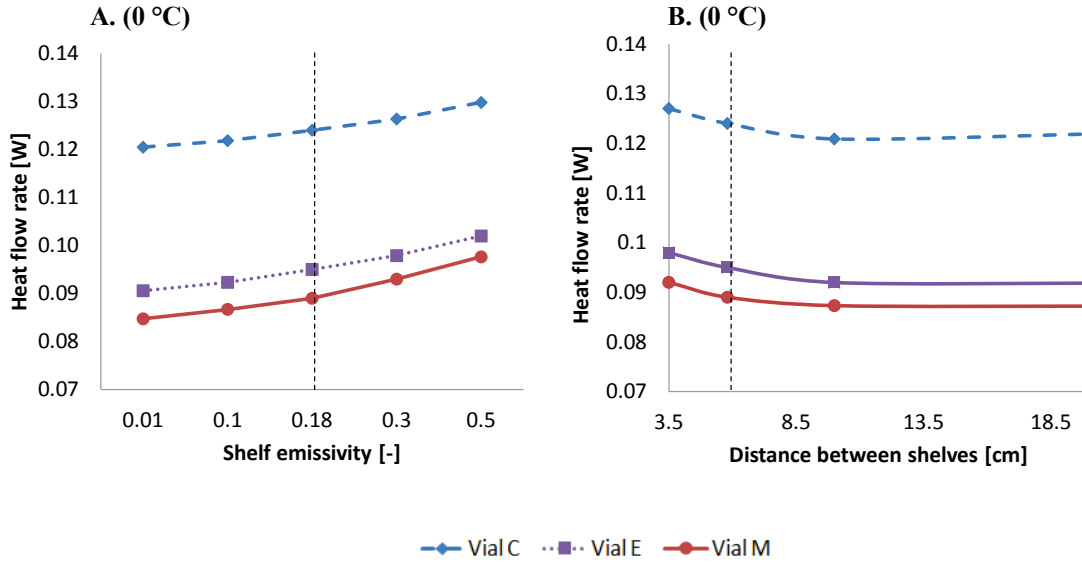 A. (0 °C)
0.14
0.13
0.12
0.11
0.10
0.09
0.08
0.07
Heat flow rate [W]
0.01 0.1 0.18 0.3 0.5
Shelf emissivity [-]
B. (0 °C)
0.14
0.13
0.12
0.11
0.1
0.09
0.08
0.07
Heat flow rate [W]
3.5 8.5 13.5 18.5
Distance between shelves [cm]
Vial C Vial E Vial M